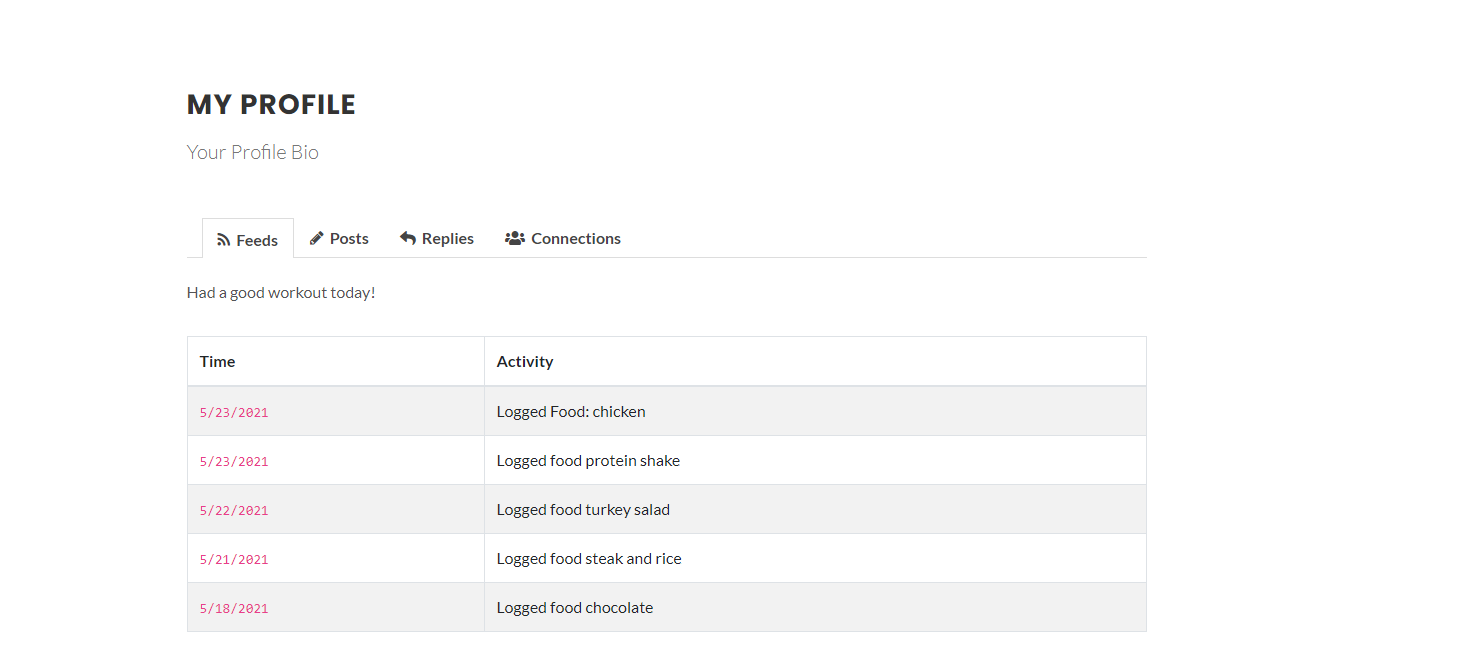 MY PROFILE
Your Profile Bio
Feeds Posts Replies Connections
Had a good workout today!
Time Activity
5/23/2021 Logged Food: chicken
5/23/2021 Logged food protein shake
5/22/2021 Logged food turkey salad
5/21/2021 Logged food steak and rice
5/18/2021 Logged food chocolate